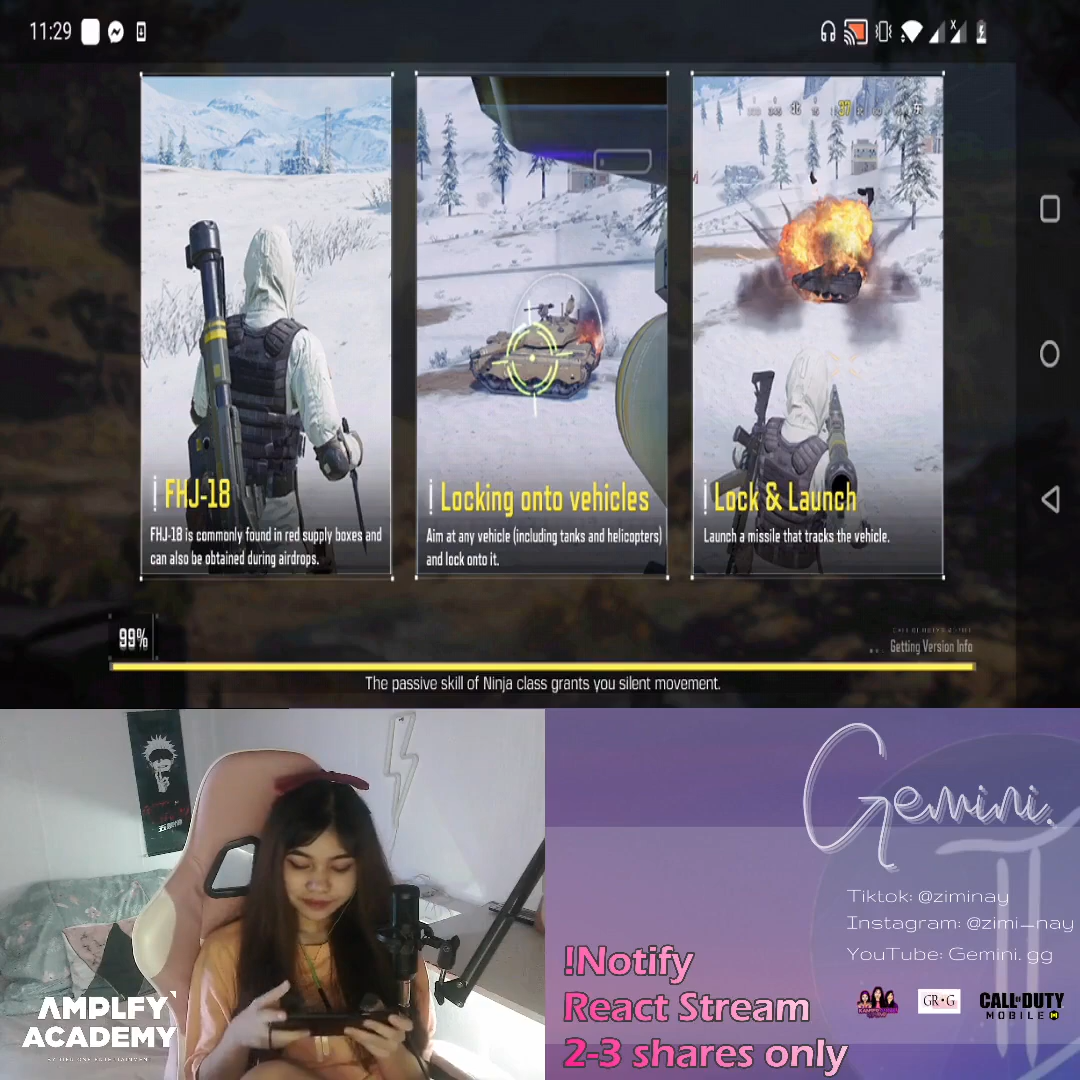 11:29
北
37
东
FHJ-18
FHJ-18 is commonly found in red supply boxes and
can also be obtained during airdrops.
Locking onto vehicles
Aim at any vehicle (including tanks and helicopters)
and lock onto it.
Lock & Launch
Launch a missile that tracks the vehicle.
99%
Getting Version Info
The passive skill of Ninja class grants you silent movement.
AMPLFY
ACADEMY
Gemini.
Tiktok: @ziminay
Instagram: @zimi_nay
YouTube: Gemini. gg
!Notify
React Stream
2-3 shares only
GR·G
CALL OF DUTY
MOBILE